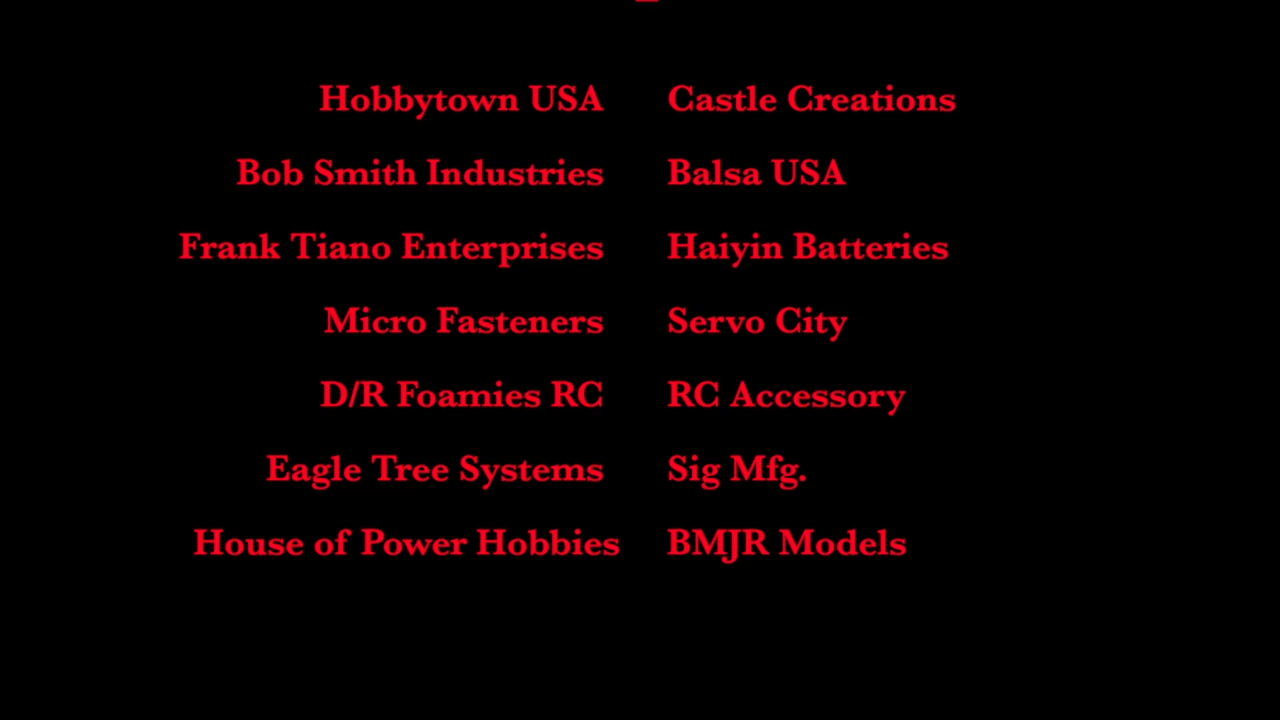 Hobbytown USA Castle Creations
Bob Smith Industries Balsa USA
Frank Tiano Enterprises Haiyin Batteries
Micro Fasteners Servo City
D/R Foamies RC RC Accessory
Eagle Tree Systems Sig Mfg.
House of Power Hobbies BMJR Models